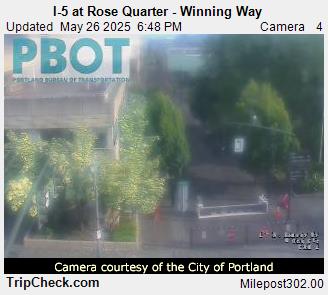 I-5 at Rose Quarter - Winning Way
Updated May 26 2025 6:48 PM Camera 4
PBOT
PORTLAND BUREAU OF TRANSPORTATION
Camera courtesy of the City of Portland
TripCheck.com Milepost302.00